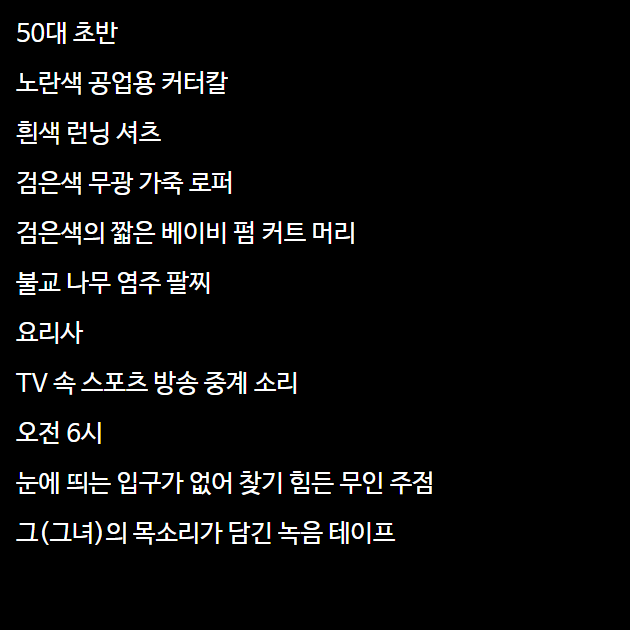 50대 초반
노란색 공업용 커터칼
흰색 런닝 셔츠
검은색 무광 가죽 로퍼
검은색의 짧은 베이비 펌 커트 머리
불교 나무 염주 팔찌
요리사
TV 속 스포츠 방송 중계 소리
오전 6시
눈에 띄는 입구가 없어 찾기 힘든 무인 주점
그(그녀)의 목소리가 담긴 녹음 테이프